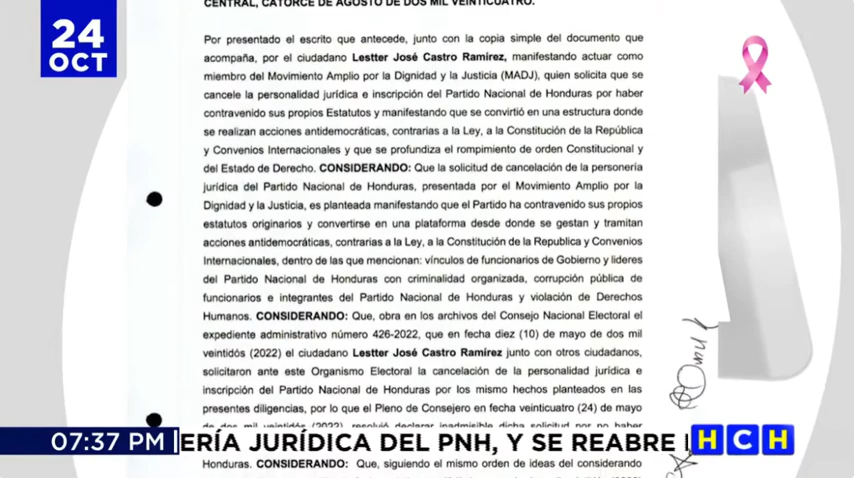 CENTRAL, CATORCE DE AGOSTO DE DOS MIL VEINTICUATRO.
24
OCT
Por presentado el escrito que antecede, junto con la copia simple del documento que
acompaña, por el ciudadano Lestter José Castro Ramírez, manifestando actuar como
miembro del Movimiento Amplio por la Dignidad y la Justicia (MADJ), quien solicita que se
cancele la personalidad jurídica e inscripción del Partido Nacional de Honduras por haber
contravenido sus propios Estatutos y manifestando que se convirtió en una estructura donde
se realizan acciones antidemocráticas, contrarias a la Ley, a la Constitución de la República
y Convenios Internacionales y que se profundiza el rompimiento de orden Constitucional y
del Estado de Derecho. CONSIDERANDO: Que la solicitud de cancelación de la personería
jurídica del Partido Nacional de Honduras, presentada por el Movimiento Amplio por la
Dignidad y la Justicia, es planteada manifestando que el Partido ha contravenido sus propios
estatutos originarios y convertirse en una plataforma desde donde se gestan y tramitan
acciones antidemocráticas, contrarias a la Ley, a la Constitución de la Republica y Convenios
Internacionales, dentro de las que mencionan: vínculos de funcionarios de Gobierno y lideres
del Partido Nacional de Honduras con criminalidad organizada, corrupción pública de
funcionarios e integrantes del Partido Nacional de Honduras y violación de Derechos
Humanos. CONSIDERANDO: Que, obra en los archivos del Consejo Nacional Electoral el
expediente administrativo número 426-2022, que en fecha diez (10) de mayo de dos mil
veintidós (2022) el ciudadano Lestter José Castro Ramírez junto con otros ciudadanos,
solicitaron ante este Organismo Electoral la cancelación de la personalidad jurídica e
inscripción del Partido Nacional de Honduras por los mismo hechos planteados en las
presentes diligencias, por lo que el Pleno de Consejero en fecha veinticuatro (24) de mayo
de dos mil veintidós (2022), resolvió declarar inadmisible dicha solicitud por no haber
07:37 PM
ERÍA JURÍDICA DEL PNH, Y SE REABRE
HCH
Honduras. CONSIDERANDO: Que, siguiendo el mismo orden de ideas del considerando